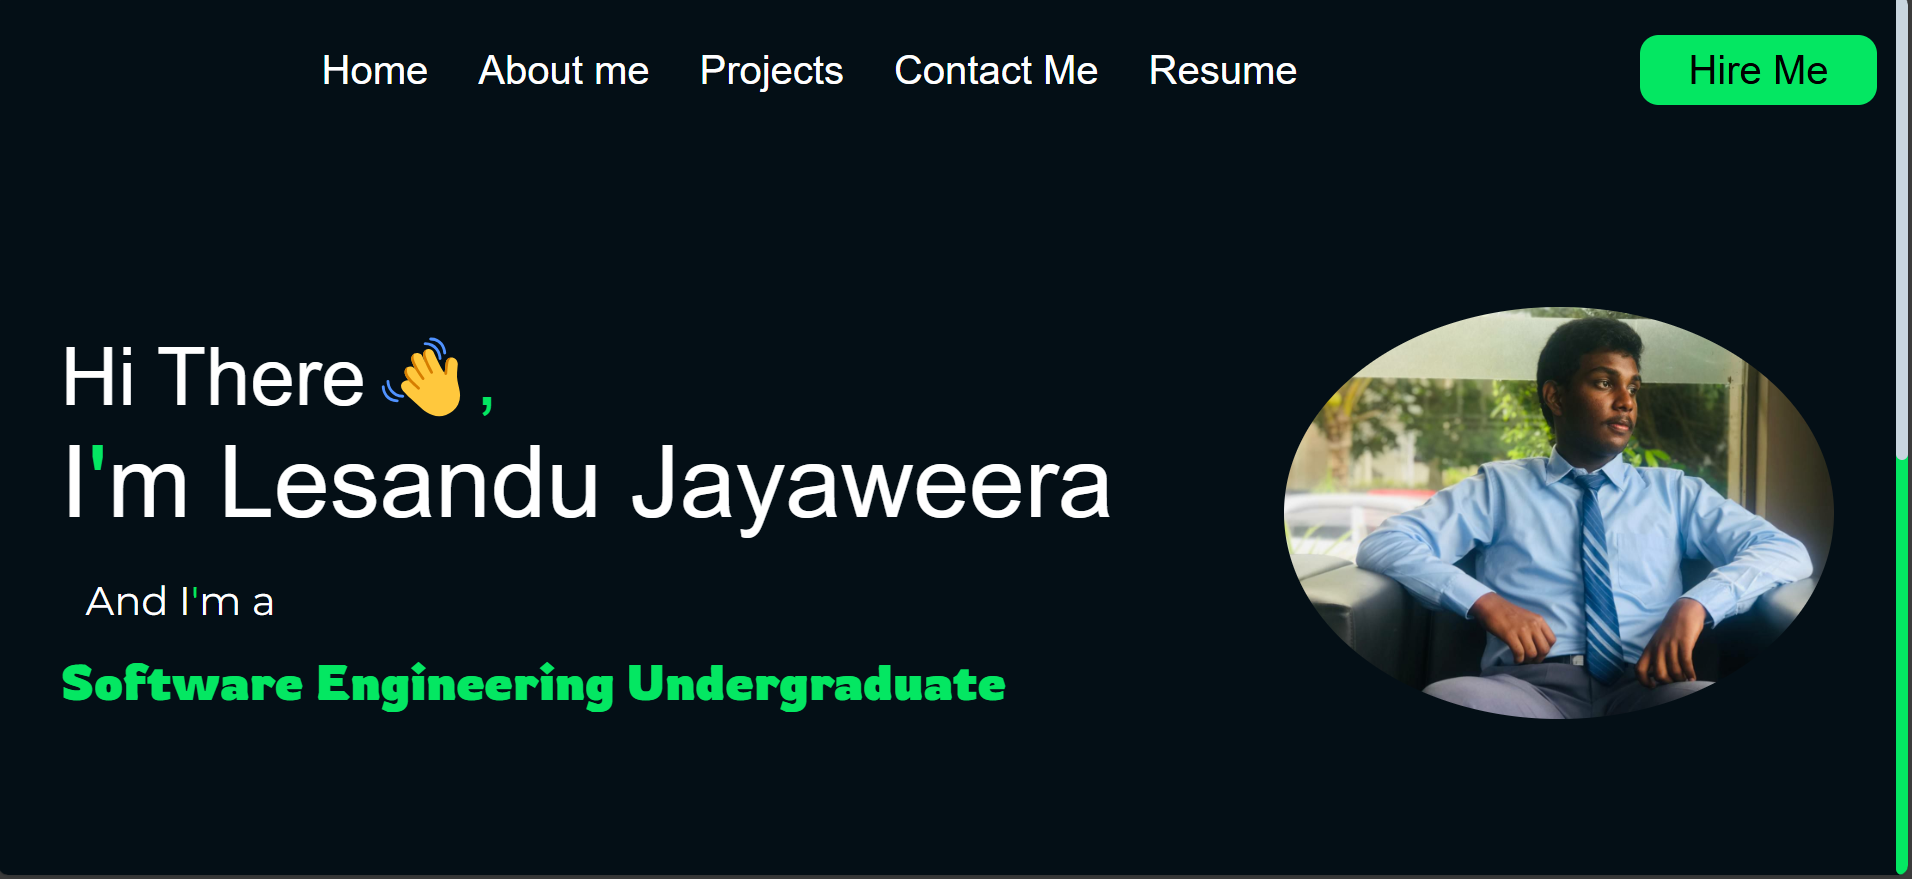 Home About me Projects Contact Me Resume Hire Me
Hi There 👋,
I'm Lesandu Jayaweera
And I'm a
Software Engineering Undergraduate